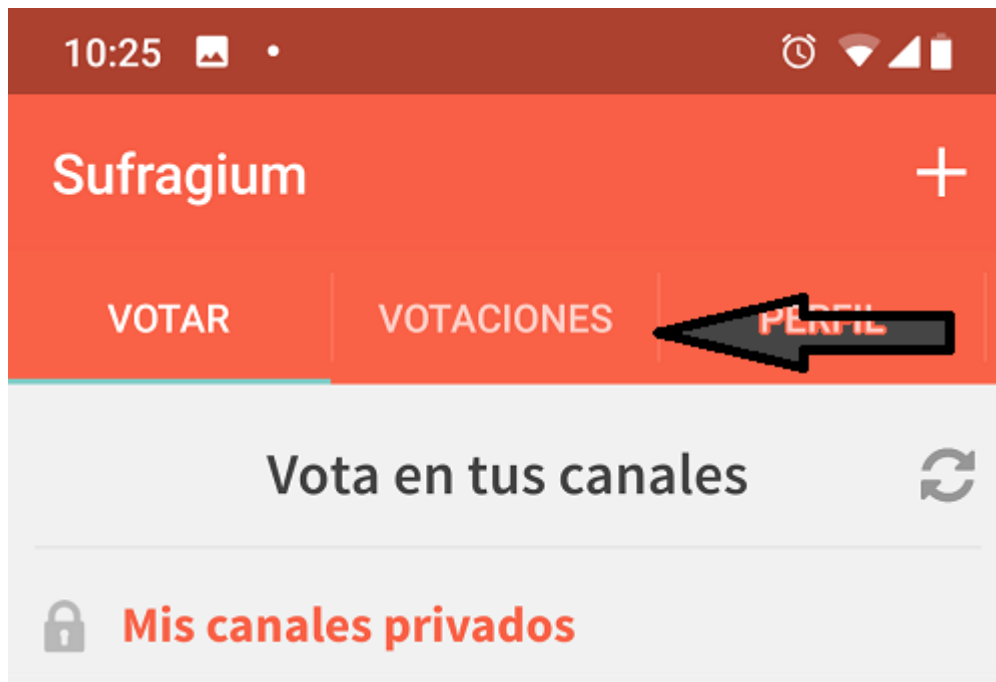 10:25
Sufragium
VOTAR VOTACIONES PERFIL
Vota en tus canales
Mis canales privados